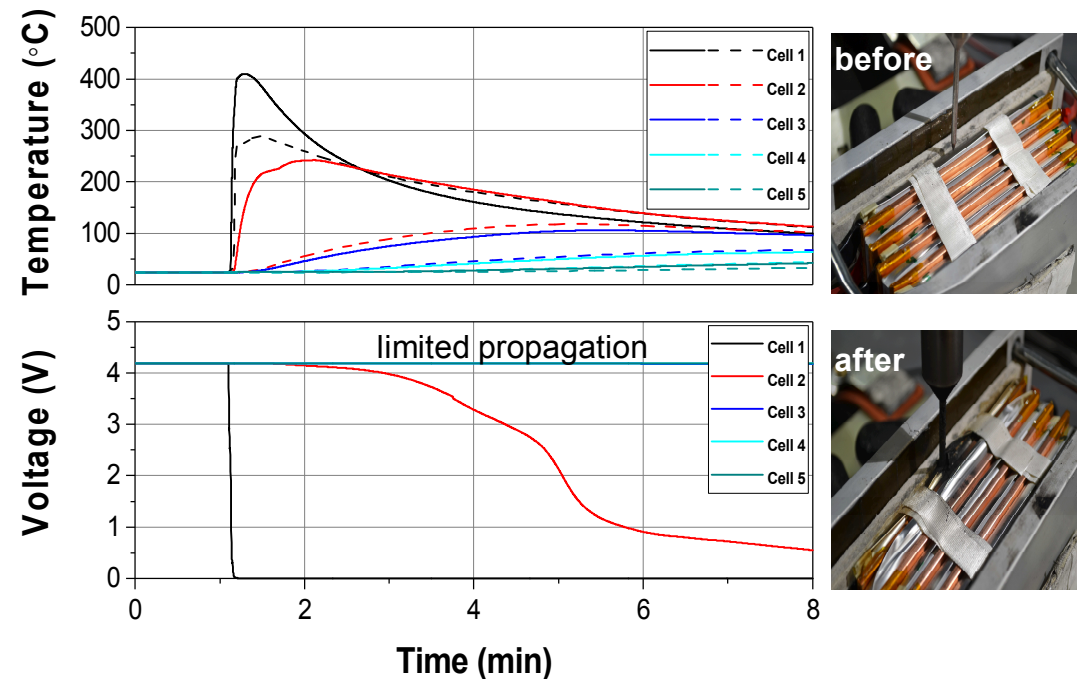 Temperature (°C)
500
400
300
200
100
0
Cell 1
Cell 2
Cell 3
Cell 4
Cell 5
before
Voltage (V)
5
4
3
2
1
0
limited propagation
Cell 1
Cell 2
Cell 3
Cell 4
Cell 5
after
0 2 4 6 8
Time (min)